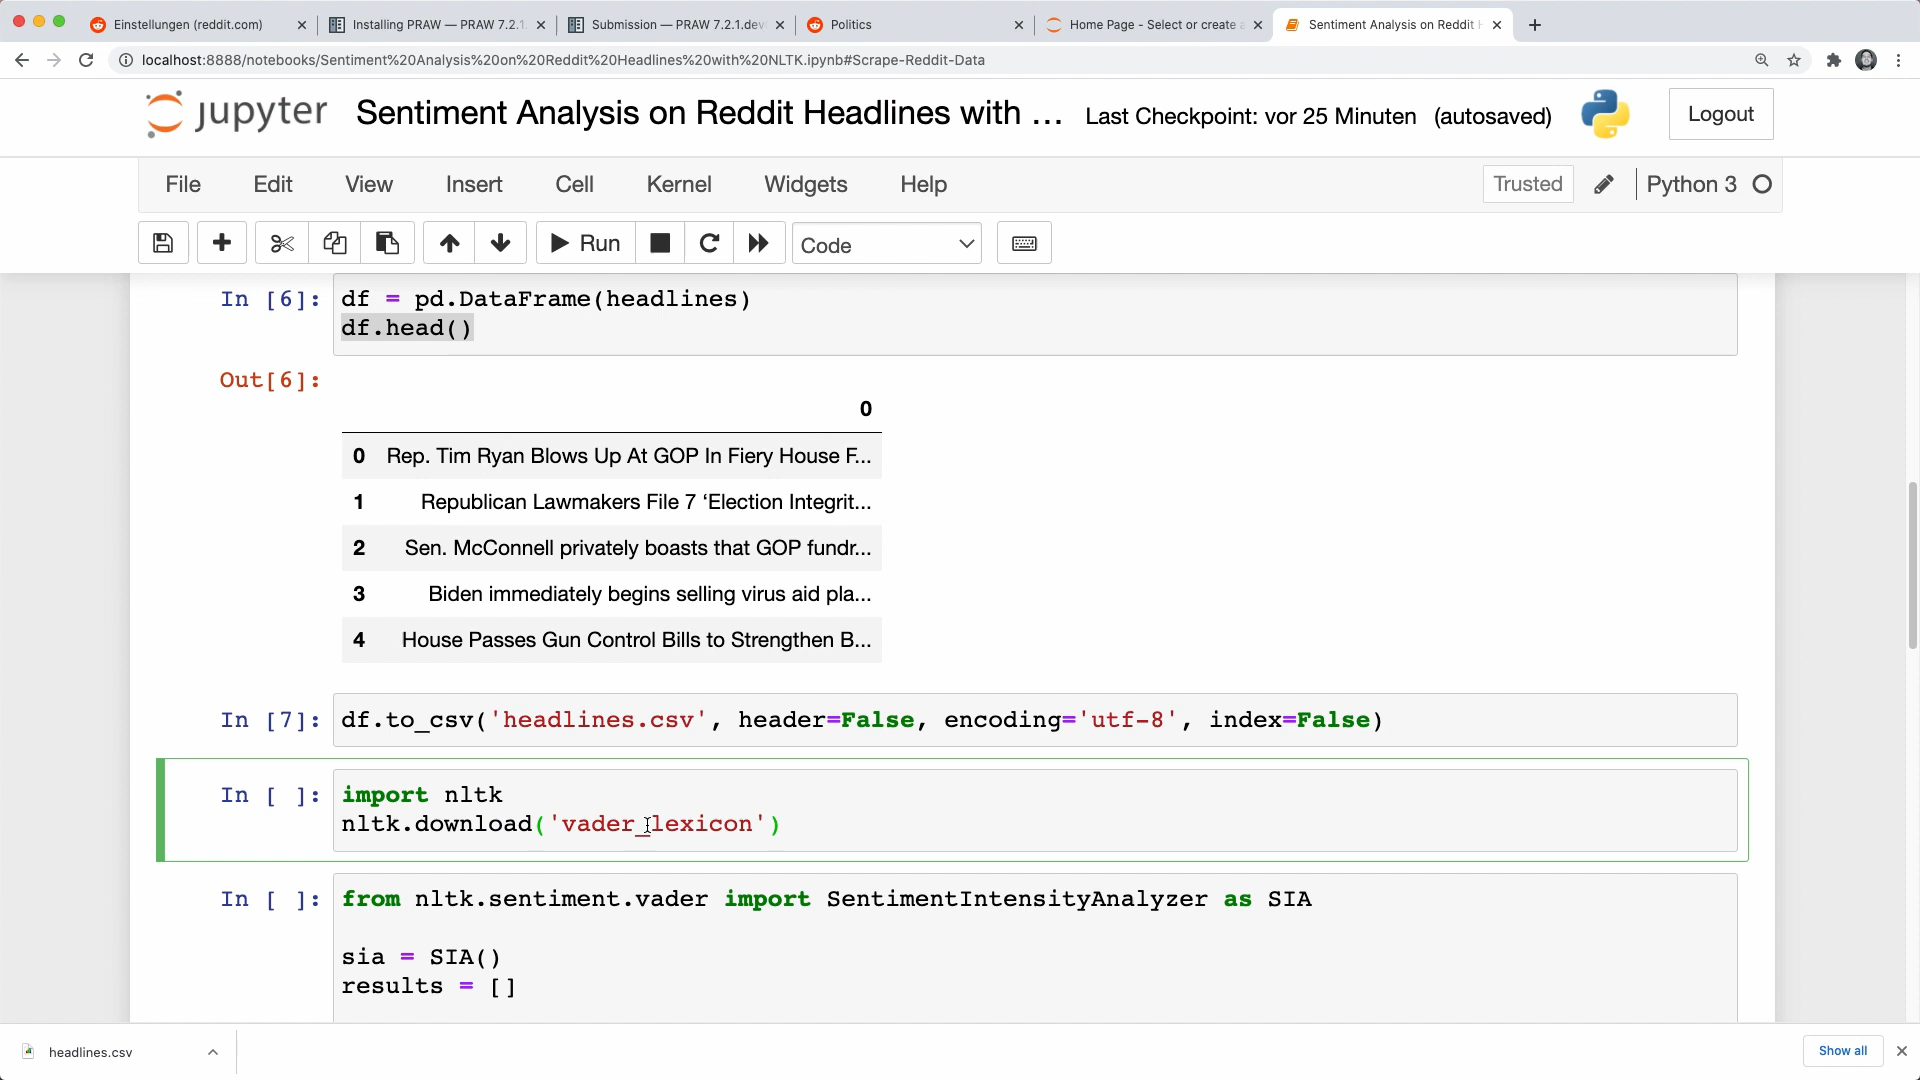 Einstellungen (reddit.com)
Installing PRAW — PRAW 7.2.1.
Submission — PRAW 7.2.1.dev
Politics
Home Page - Select or create a
Sentiment Analysis on Reddit H
localhost:8888/notebooks/Sentiment%20Analysis%20on%20Reddit%20Headlines%20with%20NLTK.ipynb#Scrape-Reddit-Data
jupyter
Sentiment Analysis on Reddit Headlines with ...
Last Checkpoint: vor 25 Minuten (autosaved)
Logout
File Edit View Insert Cell Kernel Widgets Help
Trusted
Python 3
Run
Code
In [6]: df = pd.DataFrame(headlines)
df.head()
Out[6]:
0
0 Rep. Tim Ryan Blows Up At GOP In Fiery House F...
1 Republican Lawmakers File 7 ‘Election Integrit...
2 Sen. McConnell privately boasts that GOP fundr...
3 Biden immediately begins selling virus aid pla...
4 House Passes Gun Control Bills to Strengthen B...
In [7]: df.to_csv('headlines.csv', header=False, encoding='utf-8', index=False)
In [ ]: import nltk
nltk.download('vader_lexicon')
In [ ]: from nltk.sentiment.vader import SentimentIntensityAnalyzer as SIA
sia = SIA()
results = []
headlines.csv
Show all